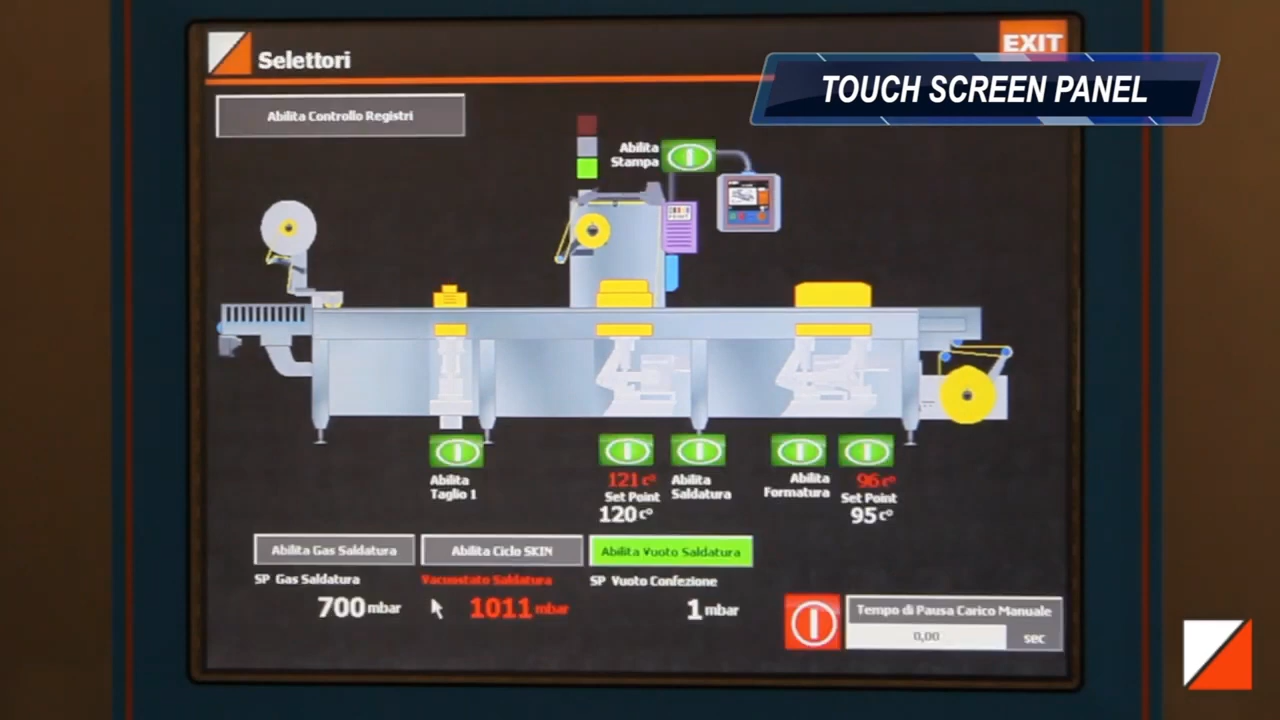 Selettori
EXIT
TOUCH SCREEN PANEL
Abilita Controllo Registri
Abilita
Stampa
Abilita
Taglio 1
121 c°
Set Point
120 c°
Abilita
Saldatura
Abilita
Formatura
96 c°
Set Point
95 c°
Abilita Gas Saldatura
Abilita Ciclo SKIN
Abilita Vuoto Saldatura
SP Gas Saldatura
Vacuostato Saldatura
SP Vuoto Confezione
700 mbar
1011 mbar
1 mbar
Tempo di Pausa Carico Manuale
0,00 sec